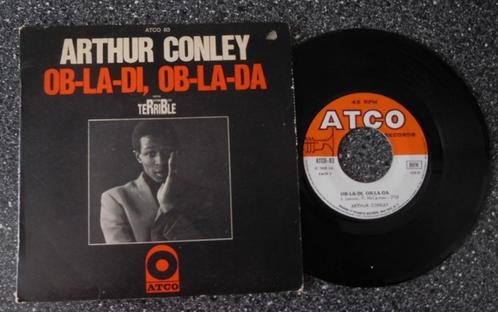 ATCO 83
ARTHUR CONLEY
OB-LA-DI, OB-LA-DA
TERRIBLE
ATCO
45 RPM
ATCO
RECORDS
OB-LA-DI, OB-LA-DA
ARTHUR CONLEY